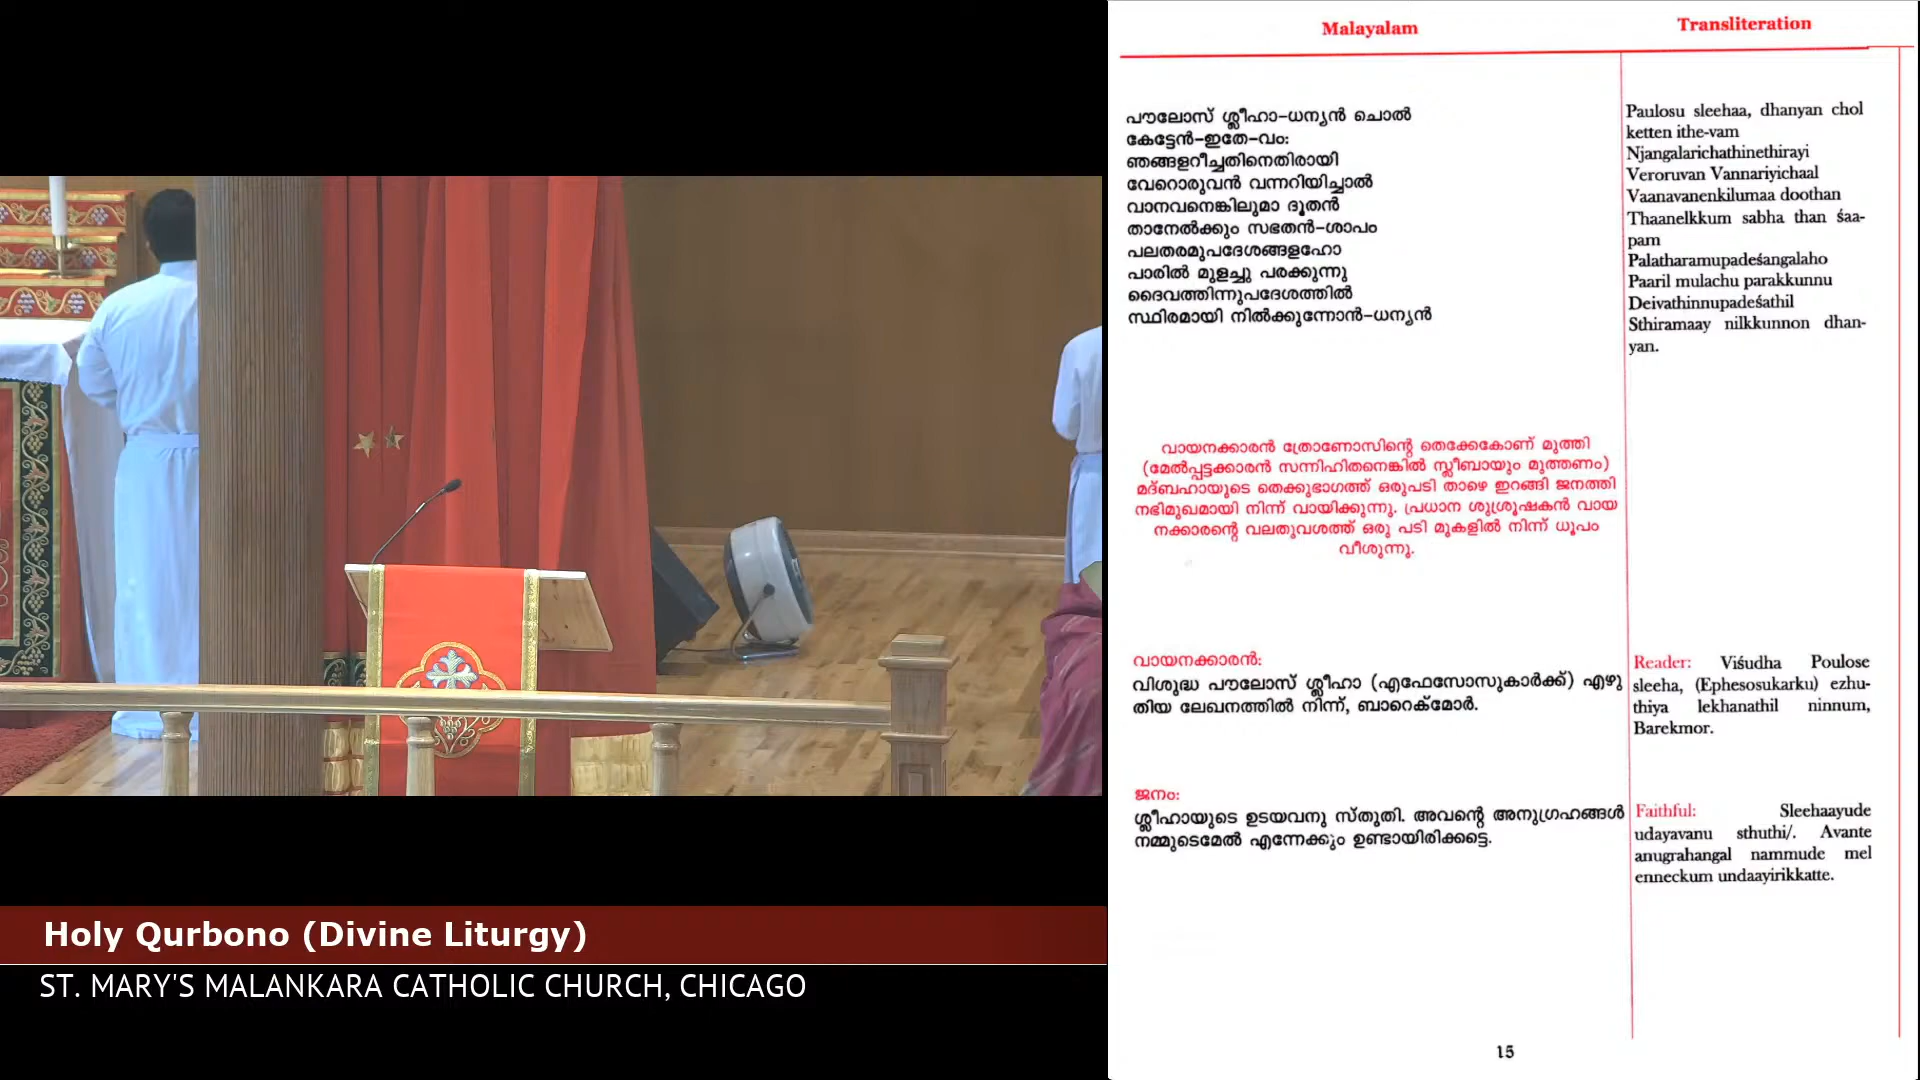 Malayalam
Transliteration
പൗലോസ് ശ്ലീഹാ-ധന്യൻ ചൊൽ
കേട്ടേൻ-ഇതേ-വം:
ഞങ്ങളറീച്ചതിനെതിരായി
വേറൊരുവൻ വന്നറിയിച്ചാൽ
വാനവനെങ്കിലുമാ ദൂതൻ
താനേൽക്കും സഭതൻ-ശാപം
പലതരമുപദേശങ്ങളഹോ
പാരിൽ മുളച്ചു പരക്കുന്നു
ദൈവത്തിന്നുപദേശത്തിൽ
സ്ഥിരമായി നിൽക്കുന്നോൻ-ധന്യൻ
Paulosu sleehaa, dhanyan chol
ketten ithe-vam
Njangalarichathinethirayi
Veroruvan Vannariyichaal
Vaanavanenkilumaa doothan
Thaanelkkum sabha than śaa-
pam
Palatharamupadeśangalaho
Paaril mulachu parakkunnu
Deivathinnupadeśathil
Sthiramaay nilkkunnon dhan-
yan.
വായനക്കാരൻ ത്രോണോസിന്റെ തെക്കേകോണ് മുത്തി
(മേൽപ്പട്ടക്കാരൻ സന്നിഹിതനെങ്കിൽ സ്ലീബായും മുത്തണം)
മദ്ബഹായുടെ തെക്കുഭാഗത്ത് ഒരുപടി താഴെ ഇറങ്ങി ജനത്തി
നഭിമുഖമായി നിന്ന് വായിക്കുന്നു. പ്രധാന ശുശ്രൂഷകൻ വായ
നക്കാരന്റെ വലതുവശത്ത് ഒരു പടി മുകളിൽ നിന്ന് ധൂപം
വീശുന്നു.
വായനക്കാരൻ:
വിശുദ്ധ പൗലോസ് ശ്ലീഹാ (എഫേസോസുകാർക്ക്) എഴു
തിയ ലേഖനത്തിൽ നിന്ന്, ബാറെക്മോർ.
Reader: Viśudha Poulose
sleeha, (Ephesosukarku) ezhu-
thiya lekhanathil ninnum,
Barekmor.
ജനം:
ശ്ലീഹായുടെ ഉടയവനു സ്തുതി. അവന്റെ അനുഗ്രഹങ്ങൾ
നമ്മുടെമേൽ എന്നേക്കും ഉണ്ടായിരിക്കട്ടെ.
Faithful: Sleehaayude
udayavanu sthuthi/. Avante
anugrahangal nammude mel
enneckum undaayirikkatte.
15
Holy Qurbono (Divine Liturgy)
ST. MARY'S MALANKARA CATHOLIC CHURCH, CHICAGO